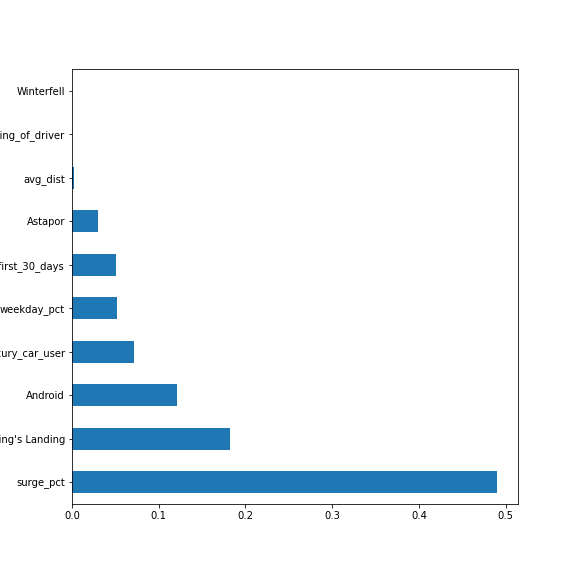 Winterfell
ing_of_driver
avg_dist
Astapor
first_30_days
weekday_pct
ury_car_user
Android
ing's Landing
surge_pct
0.0 0.1 0.2 0.3 0.4 0.5